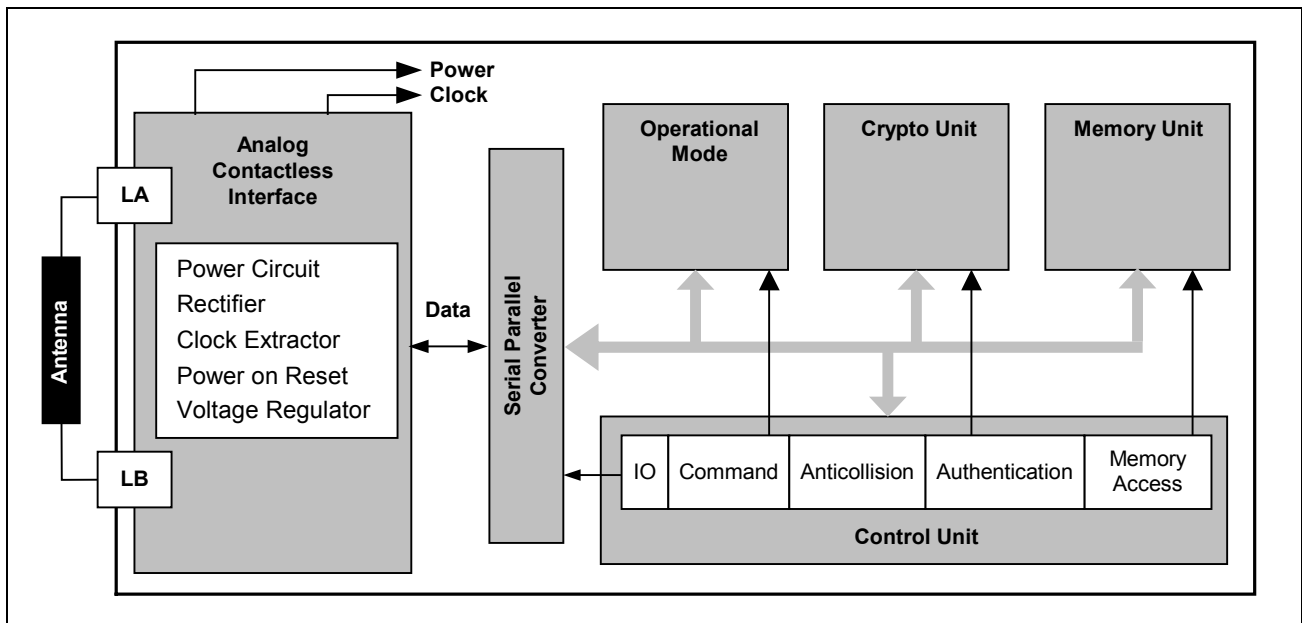 Power
Clock
Analog
Contactless
Interface
LA
Antenna
LB
Power Circuit
Rectifier
Clock Extractor
Power on Reset
Voltage Regulator
Data
Serial Parallel
Converter
Operational
Mode
Crypto Unit
Memory Unit
IO
Command
Anticollision
Authentication
Memory
Access
Control Unit